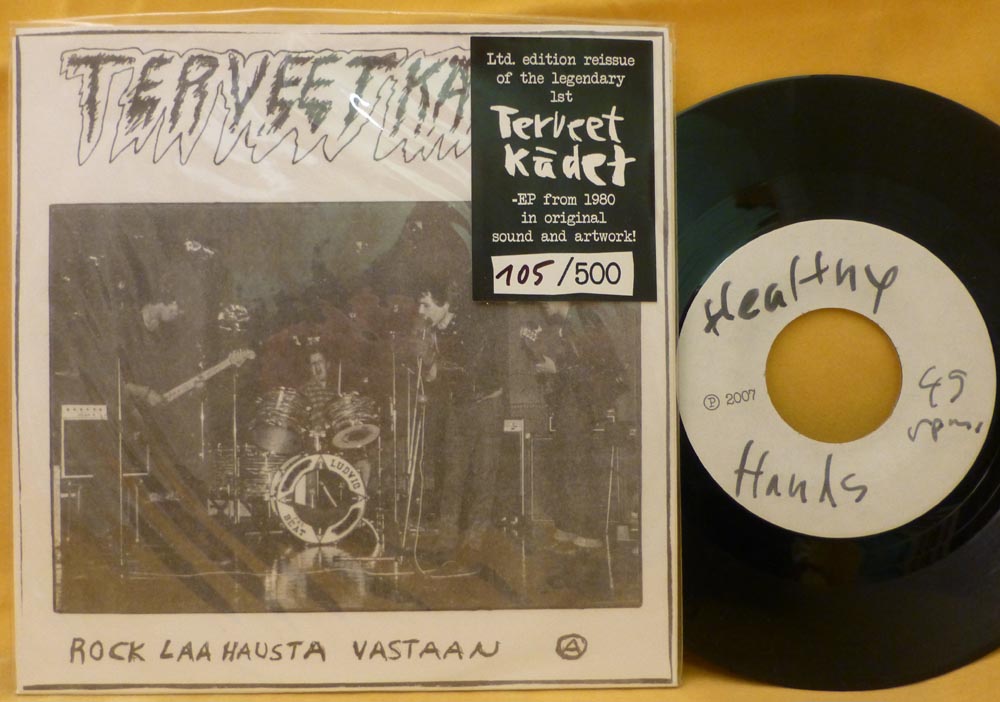 TERVEET KÄ
Ltd. edition reissue
of the legendary
1st
Terveet
Kädet
-EP from 1980
in original
sound and artwork!
105/500
LUDVIG
BEAT
ROCK LAAHAUSTA VASTAAN Ⓐ
Healthy
℗ 2007
45
rpm.
Hands